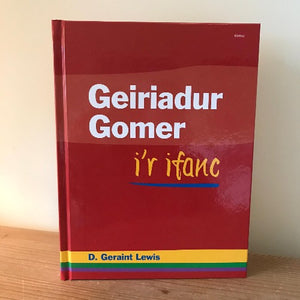 Geiriadur
Gomer
i'r ifanc
D. Geraint Lewis